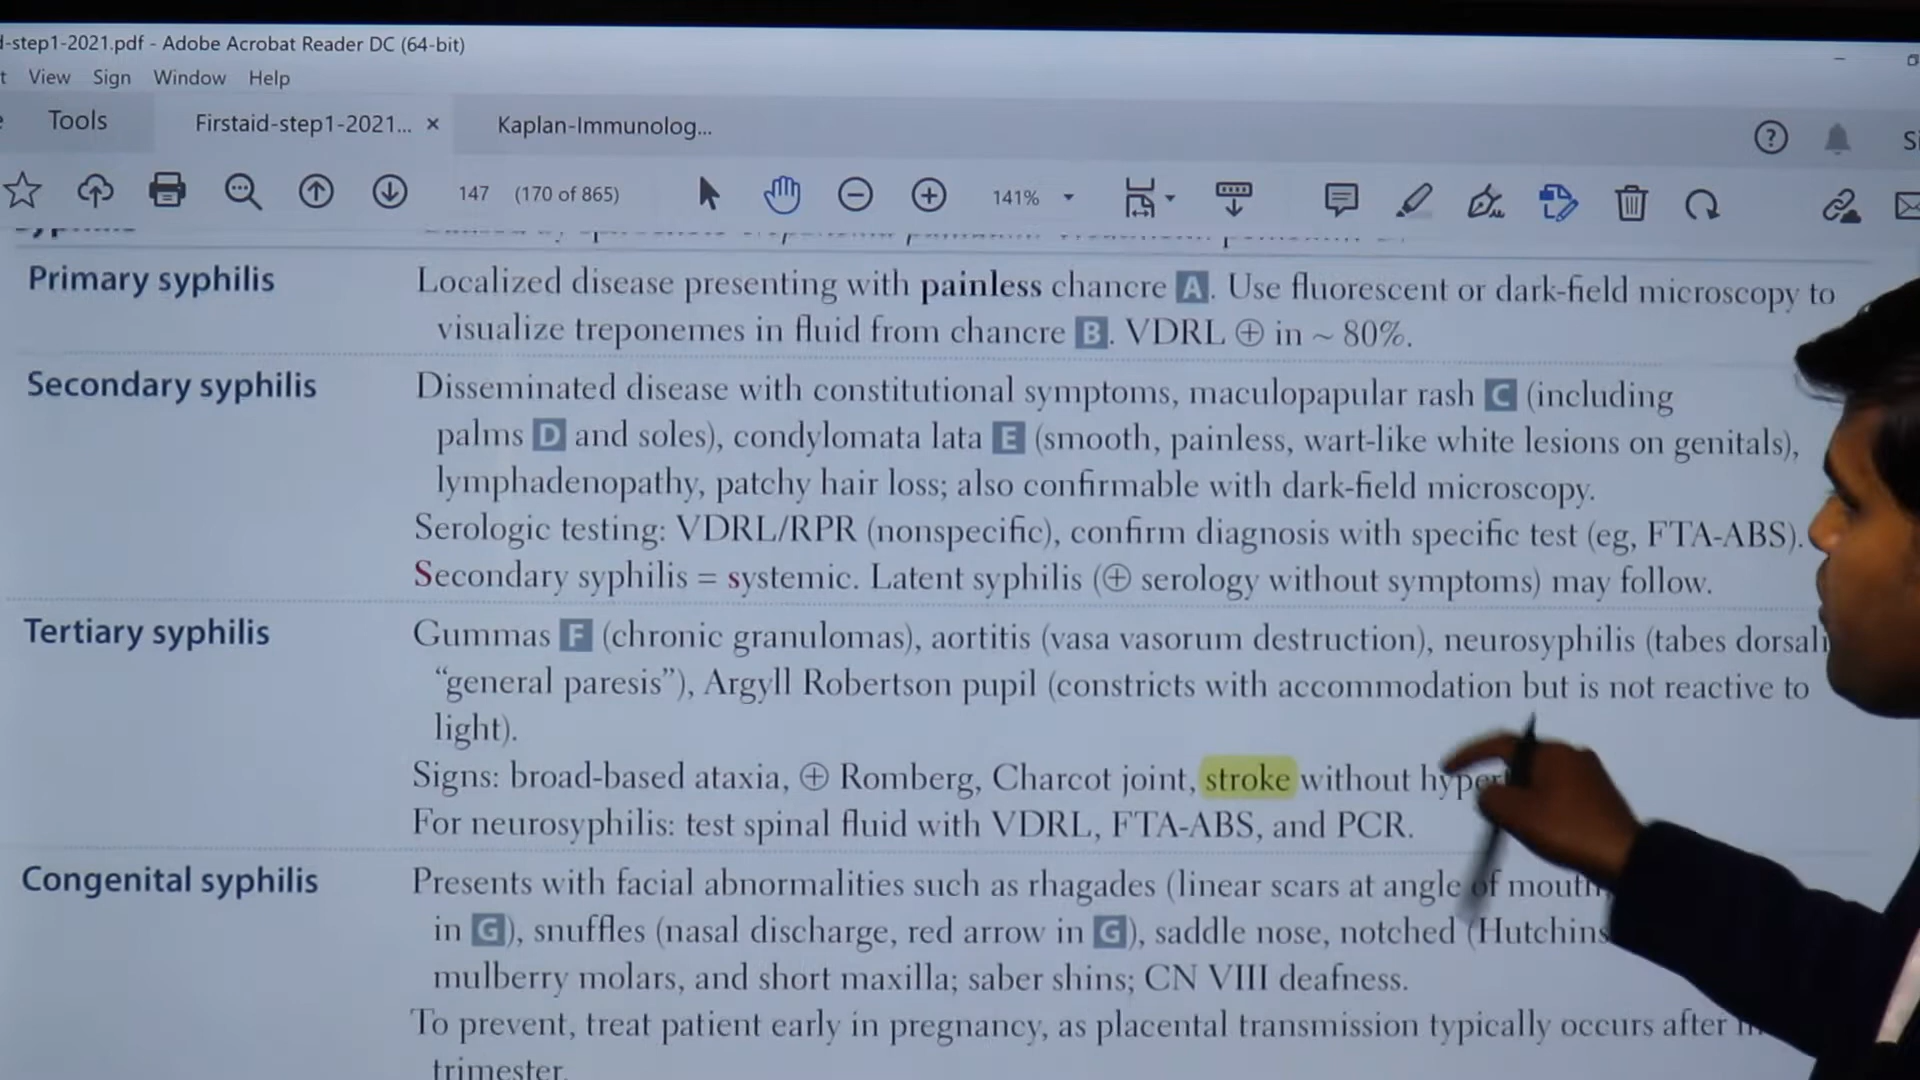 d-step1-2021.pdf - Adobe Acrobat Reader DC (64-bit)
t View Sign Window Help
e Tools Firstaid-step1-2021... × Kaplan-Immunolog...
147 (170 of 865) 141%
Primary syphilis Localized disease presenting with painless chancre A. Use fluorescent or dark-field microscopy to
visualize treponemes in fluid from chancre B. VDRL ⊕ in ~ 80%.
Secondary syphilis Disseminated disease with constitutional symptoms, maculopapular rash C (including
palms D and soles), condylomata lata E (smooth, painless, wart-like white lesions on genitals),
lymphadenopathy, patchy hair loss; also confirmable with dark-field microscopy.
Serologic testing: VDRL/RPR (nonspecific), confirm diagnosis with specific test (eg, FTA-ABS).
Secondary syphilis = systemic. Latent syphilis (⊕ serology without symptoms) may follow.
Tertiary syphilis Gummas F (chronic granulomas), aortitis (vasa vasorum destruction), neurosyphilis (tabes dorsali
“general paresis”), Argyll Robertson pupil (constricts with accommodation but is not reactive to
light).
Signs: broad-based ataxia, ⊕ Romberg, Charcot joint, stroke without hyper
For neurosyphilis: test spinal fluid with VDRL, FTA-ABS, and PCR.
Congenital syphilis Presents with facial abnormalities such as rhagades (linear scars at angle of mouth
in G), snuffles (nasal discharge, red arrow in G), saddle nose, notched (Hutchins
mulberry molars, and short maxilla; saber shins; CN VIII deafness.
To prevent, treat patient early in pregnancy, as placental transmission typically occurs after
trimester.